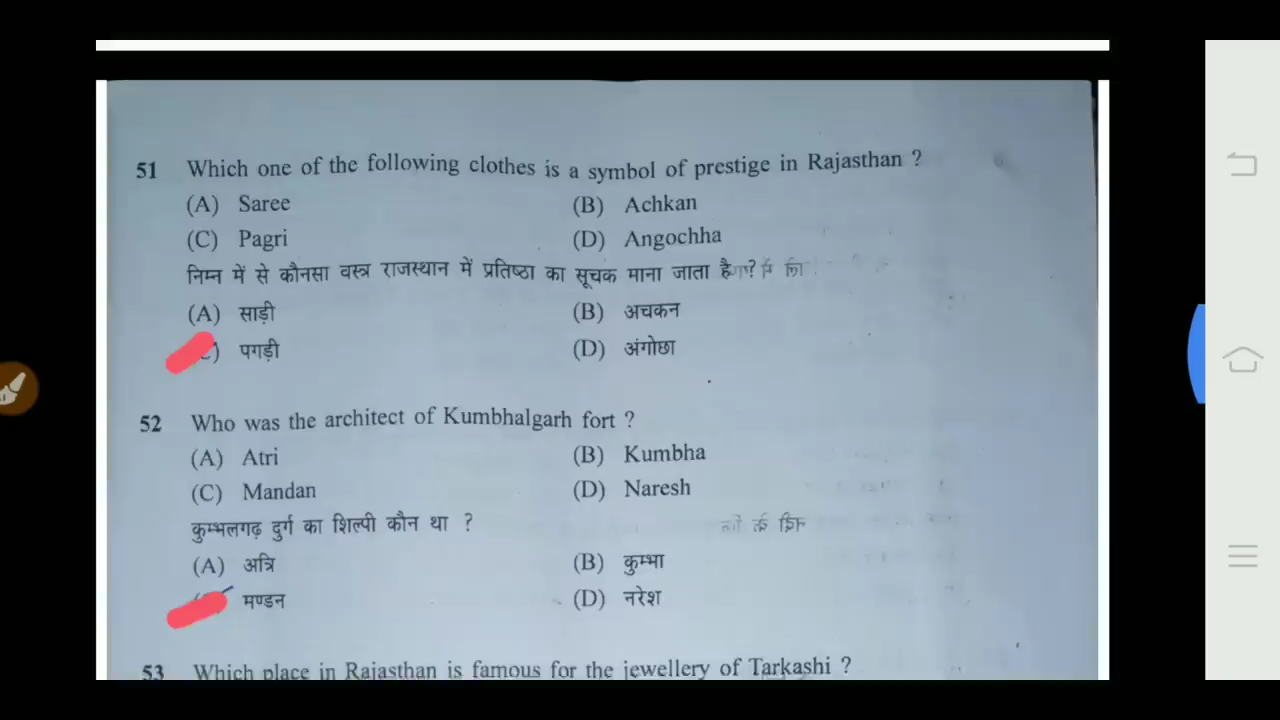 51 Which one of the following clothes is a symbol of prestige in Rajasthan ?
(A) Saree (B) Achkan
(C) Pagri (D) Angochha
निम्न में से कौनसा वस्त्र राजस्थान में प्रतिष्ठा का सूचक माना जाता है ?
(A) साड़ी (B) अचकन
) पगड़ी (D) अंगोछा
52 Who was the architect of Kumbhalgarh fort ?
(A) Atri (B) Kumbha
(C) Mandan (D) Naresh
कुम्भलगढ़ दुर्ग का शिल्पी कौन था ?
(A) अत्रि (B) कुम्भा
मण्डन (D) नरेश
53 Which place in Rajasthan is famous for the jewellery of Tarkashi ?